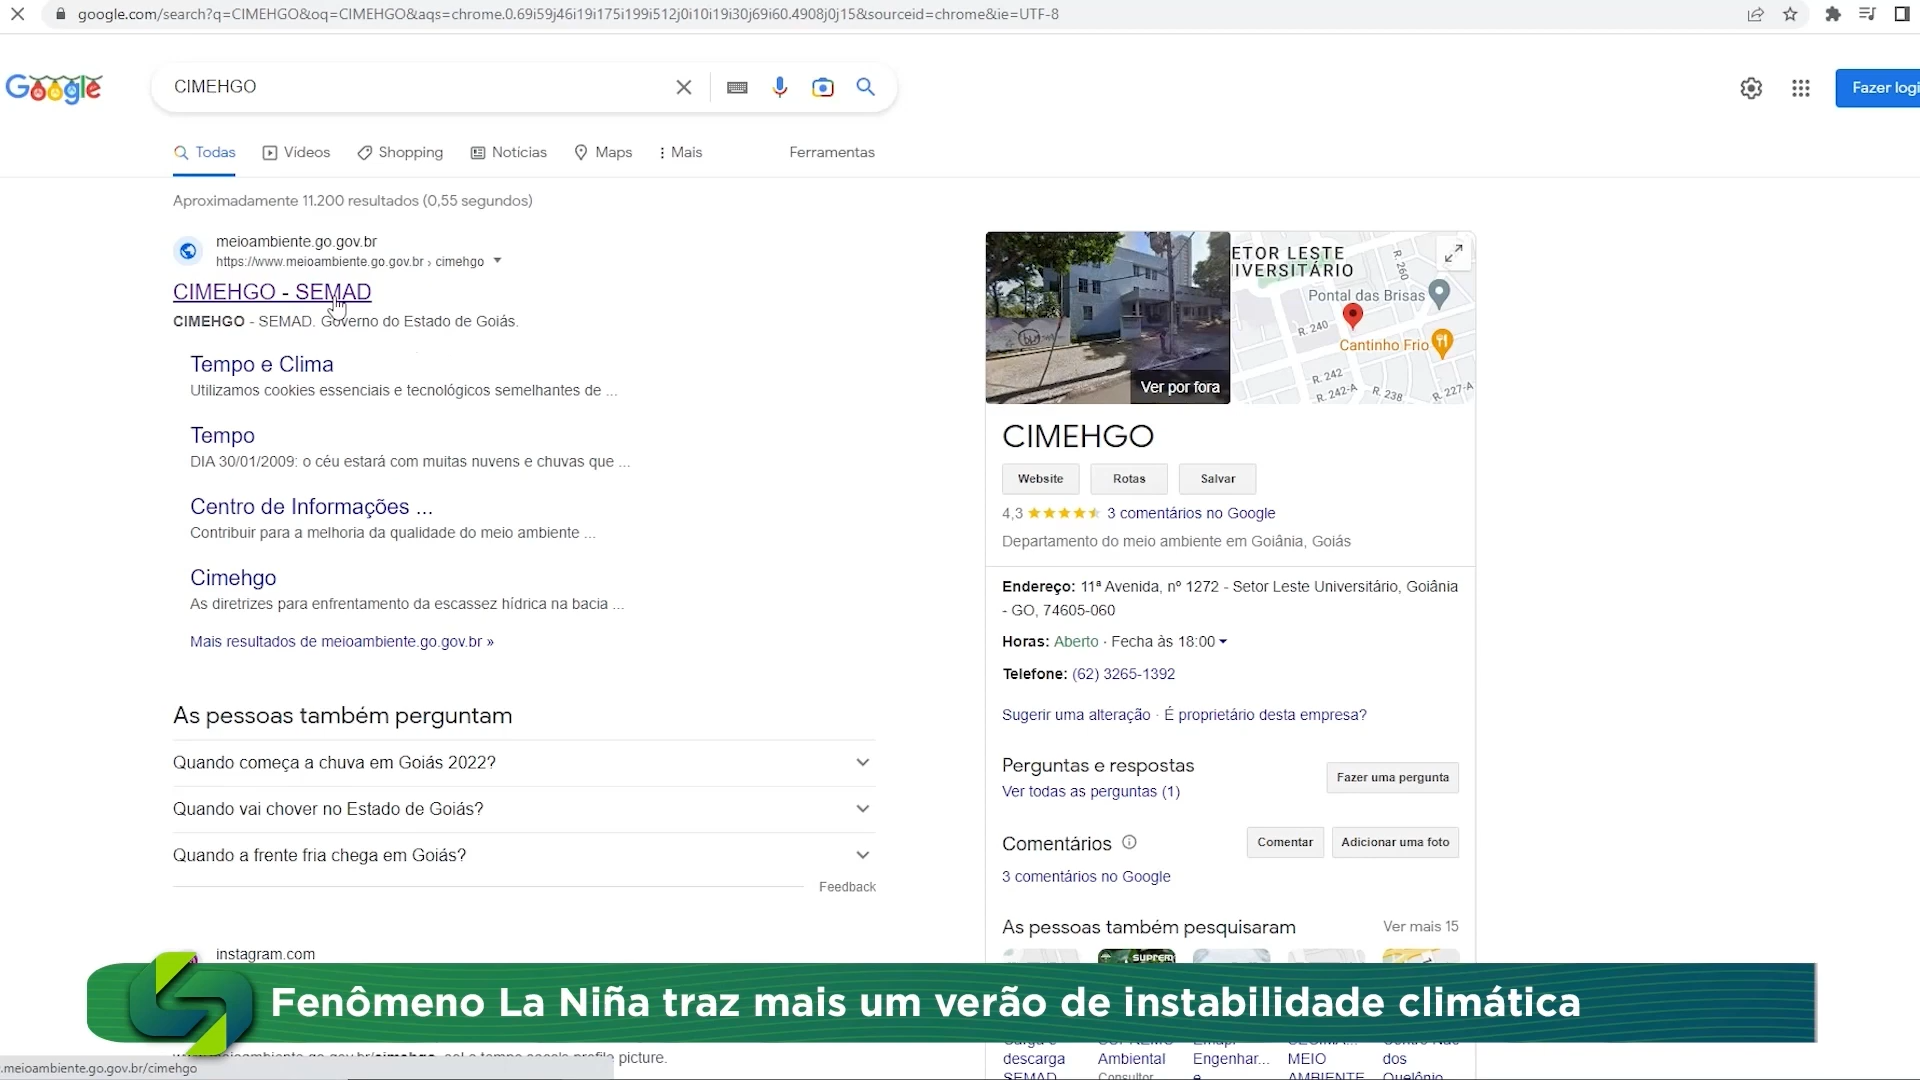 google.com/search?q=CIMEHGO&oq=CIMEHGO&aqs=chrome.0.69i59j46i19i175i199i512j0i10i19i30j69i60.4908j0j15&sourceid=chrome&ie=UTF-8
Google
CIMEHGO
Fazer logi
Todas
Vídeos
Shopping
Notícias
Maps
Mais
Ferramentas
Aproximadamente 11.200 resultados (0,55 segundos)
meioambiente.go.gov.br
https://www.meioambiente.go.gov.br › cimehgo
CIMEHGO - SEMAD
CIMEHGO - SEMAD. Governo do Estado de Goiás.
Tempo e Clima
Utilizamos cookies essenciais e tecnológicos semelhantes de ...
Tempo
DIA 30/01/2009: o céu estará com muitas nuvens e chuvas que ...
Centro de Informações ...
Contribuir para a melhoria da qualidade do meio ambiente ...
Cimehgo
As diretrizes para enfrentamento da escassez hídrica na bacia ...
Mais resultados de meioambiente.go.gov.br »
As pessoas também perguntam
Quando começa a chuva em Goiás 2022?
Quando vai chover no Estado de Goiás?
Quando a frente fria chega em Goiás?
Feedback
instagram.com
picture.
.meioambiente.go.gov.br/cimehgo
Ver por fora
ETOR LESTE
IIVERSITÁRIO
R. 260
Pontal das Brisas
R. 240
Cantinho Frio
R. 242
R. 242-A
R. 238
R. 227-A
CIMEHGO
Website
Rotas
Salvar
4,3
3 comentários no Google
Departamento do meio ambiente em Goiânia, Goiás
Endereço: 11ª Avenida, nº 1272 - Setor Leste Universitário, Goiânia
- GO, 74605-060
Horas: Aberto · Fecha às 18:00
Telefone: (62) 3265-1392
Sugerir uma alteração · É proprietário desta empresa?
Perguntas e respostas
Ver todas as perguntas (1)
Fazer uma pergunta
Comentários
Comentar
Adicionar uma foto
3 comentários no Google
As pessoas também pesquisaram
Ver mais 15
SUPREM
Fenômeno La Niña traz mais um verão de instabilidade climática
descarga
SEMAD
Ambiental
Consultor
Engenhar...
e
MEIO
AMBIENTE
dos
Quelônio